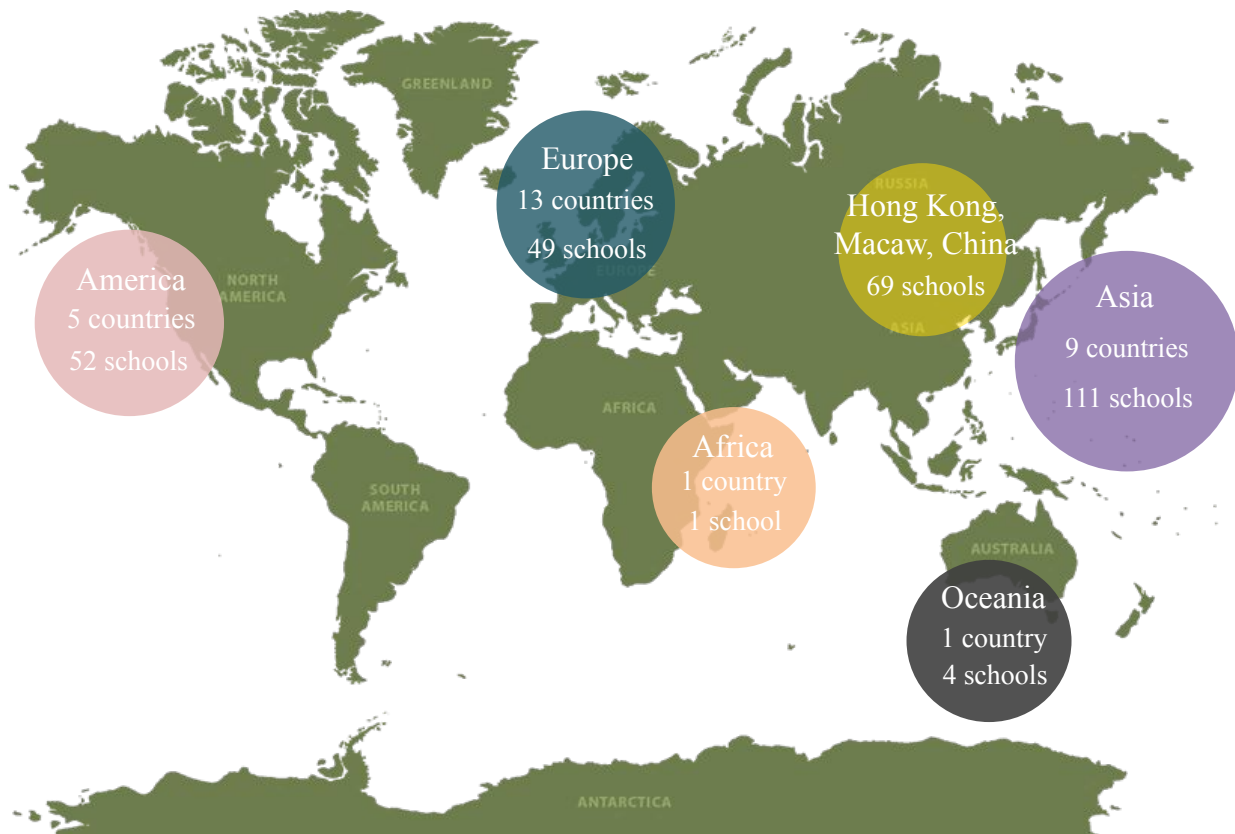 GREENLAND
Europe
13 countries
49 schools
EUROPE
RUSSIA
Hong Kong,
Macaw, China
69 schools
ASIA
America
5 countries
52 schools
NORTH
AMERICA
Asia
9 countries
111 schools
AFRICA
Africa
1 country
1 school
SOUTH
AMERICA
AUSTRALIA
Oceania
1 country
4 schools
ANTARCTICA